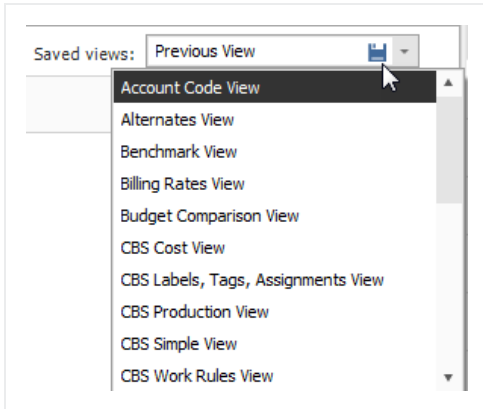 Saved views: Previous View
Account Code View
Alternates View
Benchmark View
Billing Rates View
Budget Comparison View
CBS Cost View
CBS Labels, Tags, Assignments View
CBS Production View
CBS Simple View
CBS Work Rules View